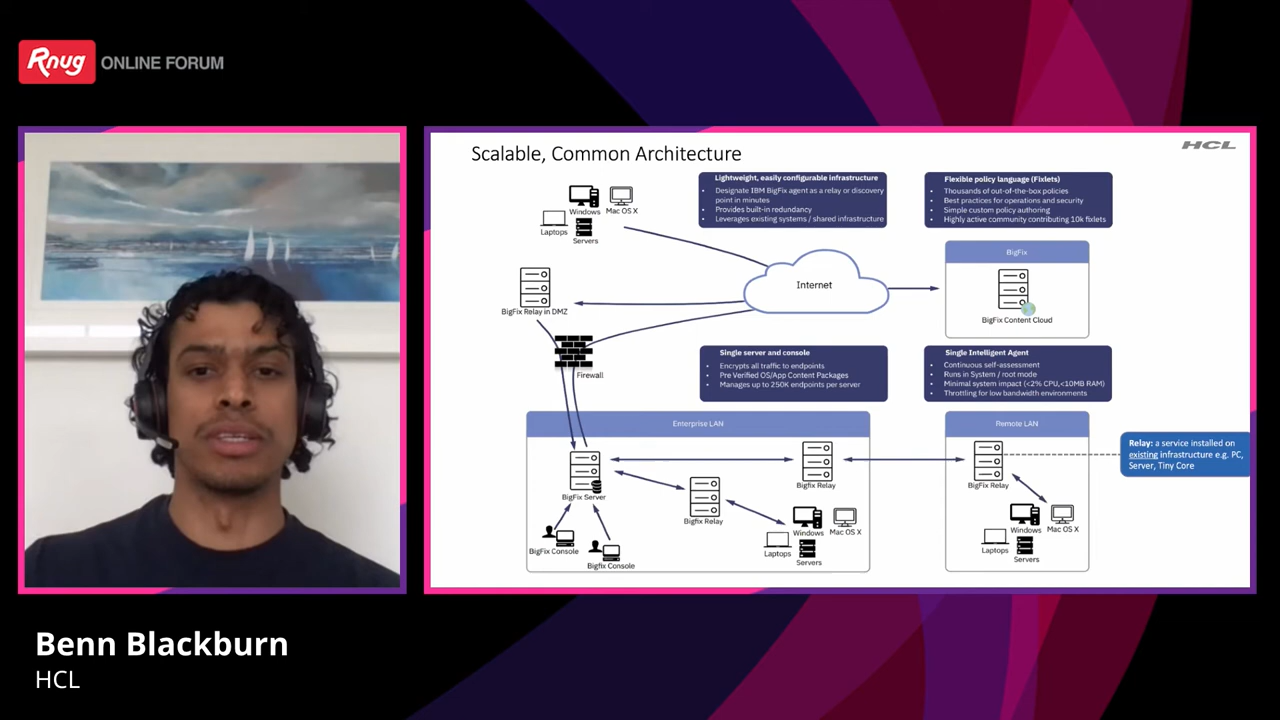 Rnug ONLINE FORUM
Scalable, Common Architecture
HCL
Lightweight, easily configurable infrastructure
• Designate IBM BigFix agent as a relay or discovery
point in minutes
• Provides built-in redundancy
• Leverages existing systems / shared infrastructure
Flexible policy language (Fixlets)
• Thousands of out-of-the-box policies
• Best practices for operations and security
• Simple custom policy authoring
• Highly active community contributing 10k fixlets
Windows
Mac OS X
Laptops
Servers
BigFix Relay in DMZ
Internet
BigFix
BigFix Content Cloud
Firewall
Single server and console
• Encrypts all traffic to endpoints
• Pre Verified OS/App Content Packages
• Manages up to 250K endpoints per server
Single Intelligent Agent
• Continuous self-assessment
• Runs in System / root mode
• Minimal system impact (<2% CPU,<10MB RAM)
• Throttling for low bandwidth environments
Enterprise LAN
BigFix Server
Bigfix Relay
Bigfix Relay
BigFix Console
Bigfix Console
Windows
Mac OS X
Laptops
Servers
Remote LAN
BigFix Relay
Windows
Mac OS X
Laptops
Servers
Relay: a service installed on
existing infrastructure e.g. PC,
Server, Tiny Core
Benn Blackburn
HCL